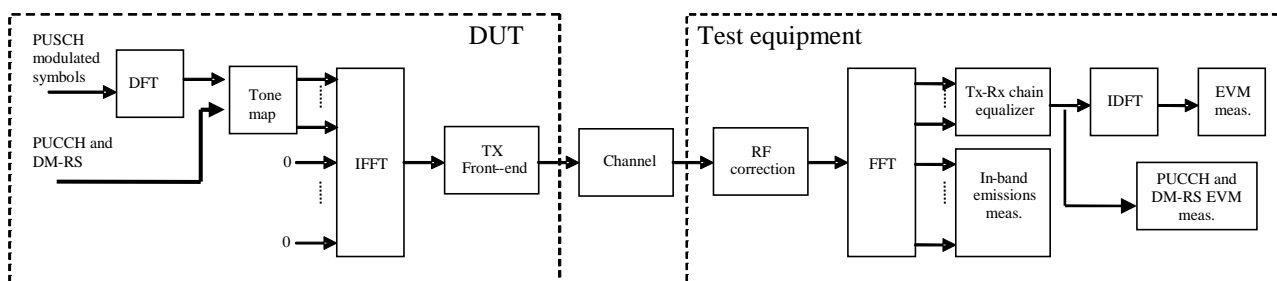 DUT
Test equipment
PUSCH
modulated
symbols
DFT
Tone
map
PUCCH and
DM-RS
0
0
IFFT
TX
Front--end
Channel
RF
correction
FFT
Tx-Rx chain
equalizer
IDFT
EVM
meas.
In-band
emissions
meas.
PUCCH and
DM-RS EVM
meas.